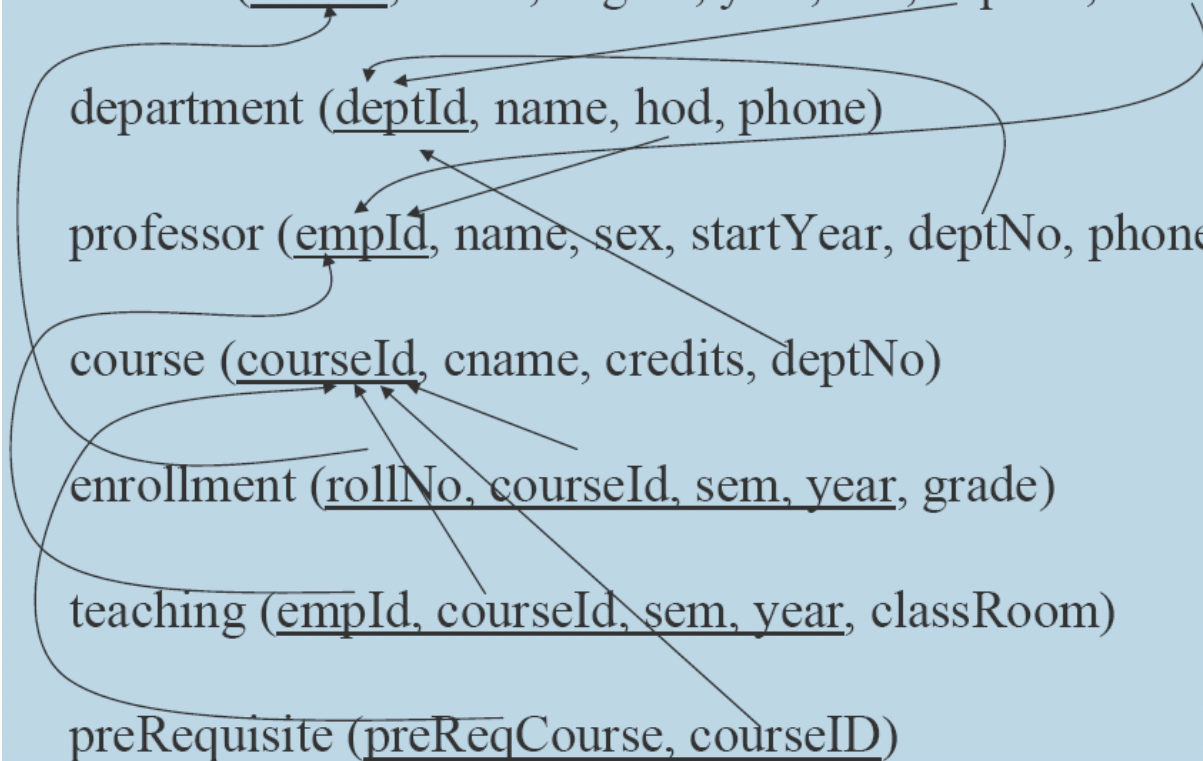 department (deptId, name, hod, phone)
professor (empId, name, sex, startYear, deptNo, phone
course (courseId, cname, credits, deptNo)
enrollment (rollNo, courseId, sem, year, grade)
teaching (empId, courseId, sem, year, classRoom)
preRequisite (preReqCourse, courseID)